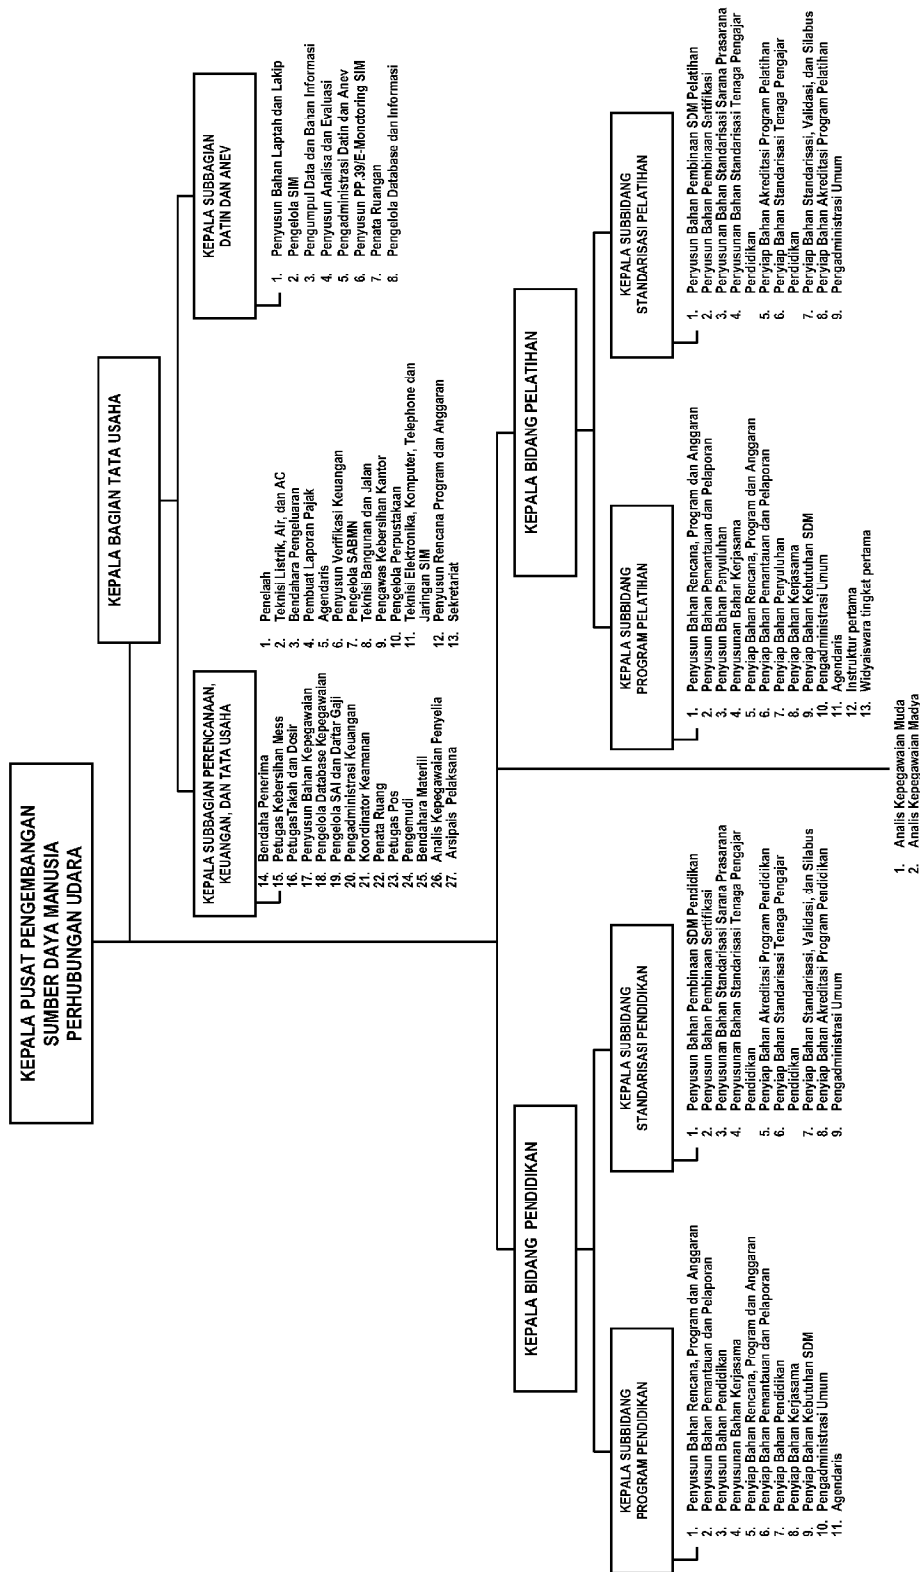 KEPALA PUSAT PENGEMBANGAN
SUMBER DAYA MANUSIA
PERHUBUNGAN UDARA
KEPALA BAGIAN TATA USAHA
KEPALA SUBBAGIAN PERENCANAAN,
KEUANGAN, DAN TATA USAHA
1. Penelaah
2. Teknisi Listrik, Air, dan AC
3. Bendahara Pengeluaran
4. Pembuat Laporan Pajak
5. Agendaris
6. Penyusun Verifikasi Keuangan
7. Pengelola SABMN
8. Teknisi Bangunan dan Jalan
9. Pengawas Kebersihan Kantor
10. Pengelola Perpustakaan
11. Teknisi Elektronika, Komputer, Telephone dan
Jaringan SIM
12. Penyusun Rencana Program dan Anggaran
13. Sekretariat
14. Bendaha Penerima
15. Petugas Kebersihan Mess
16. PetugasTakah dan Dosir
17. Penyusun Bahan Kepegawaian
18. Pengelola Database Kepegawaian
19. Pengelola SAI dan Daftar Gaji
20. Pengadministrasi Keuangan
21. Koordinator Keamanan
22. Penata Ruang
23. Petugas Pos
24. Pengemudi
25. Bendahara Materiil
26. Analis Kepegawaian Penyelia
27. Arsipais Pelaksana
KEPALA SUBBAGIAN
DATIN DAN ANEV
1. Penyusun Bahan Laptah dan Lakip
2. Pengelola SIM
3. Pengumpul Data dan Bahan Informasi
4. Penyusun Analisa dan Evaluasi
5. Pengadministrasi Datin dan Anev
6. Penyusun PP.39/E-Monotoring SIM
7. Penata Ruangan
8. Pengelola Database dan Informasi
KEPALA BIDANG PENDIDIKAN
KEPALA SUBBIDANG
PROGRAM PENDIDIKAN
1. Penyusun Bahan Rencana, Program dan Anggaran
2. Penyusun Bahan Pemantauan dan Pelaporan
3. Penyusun Bahan Pendidikan
4. Penyusunan Bahan Kerjasama
5. Penyiap Bahan Rencana, Program dan Anggaran
6. Penyiap Bahan Pemantauan dan Pelaporan
7. Penyiap Bahan Pendidikan
8. Penyiap Bahan Kerjasama
9. Penyiap Bahan Kebutuhan SDM
10. Pengadministrasi Umum
11. Agendaris
KEPALA SUBBIDANG
STANDARISASI PENDIDIKAN
1. Penyusun Bahan Pembinaan SDM Pendidikan
2. Penyusun Bahan Pembinaan Sertifikasi
3. Penyusunan Bahan Standarisasi Sarana Prasarana
4. Penyusunan Bahan Standarisasi Tenaga Pengajar
Pendidikan
5. Penyiap Bahan Akreditasi Program Pendidikan
6. Penyiap Bahan Standarisasi Tenaga Pengajar
Pendidikan
7. Penyiap Bahan Standarisasi, Validasi, dan Silabus
8. Penyiap Bahan Akreditasi Program Pendidikan
9. Pengadministrasi Umum
KEPALA BIDANG PELATIHAN
KEPALA SUBBIDANG
PROGRAM PELATIHAN
1. Penyusun Bahan Rencana, Program dan Anggaran
2. Penyusun Bahan Pemantauan dan Pelaporan
3. Penyusun Bahan Penyuluhan
4. Penyusunan Bahan Kerjasama
5. Penyiap Bahan Rencana, Program dan Anggaran
6. Penyiap Bahan Pemantauan dan Pelaporan
7. Penyiap Bahan Penyuluhan
8. Penyiap Bahan Kerjasama
9. Penyiap Bahan Kebutuhan SDM
10. Pengadministrasi Umum
11. Agendaris
12. Instruktur pertama
13. Widyaiswara tingkat pertama
KEPALA SUBBIDANG
STANDARISASI PELATIHAN
1. Penyusun Bahan Pembinaan SDM Pelatihan
2. Penyusun Bahan Pembinaan Sertifikasi
3. Penyusunan Bahan Standarisasi Sarana Prasarana
4. Penyusunan Bahan Standarisasi Tenaga Pengajar
Pendidikan
5. Penyiap Bahan Akreditasi Program Pelatihan
6. Penyiap Bahan Standarisasi Tenaga Pengajar
Pendidikan
7. Penyiap Bahan Standarisasi, Validasi, dan Silabus
8. Penyiap Bahan Akreditasi Program Pelatihan
9. Pengadministrasi Umum
1. Analis Kepegawaian Muda
2. Analis Kepegawaian Madya